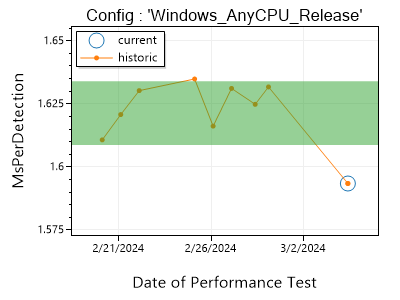 Config : 'Windows_AnyCPU_Release'
current
historic
MsPerDetection
1.65
1.625
1.6
1.575
2/21/2024
2/26/2024
3/2/2024
Date of Performance Test